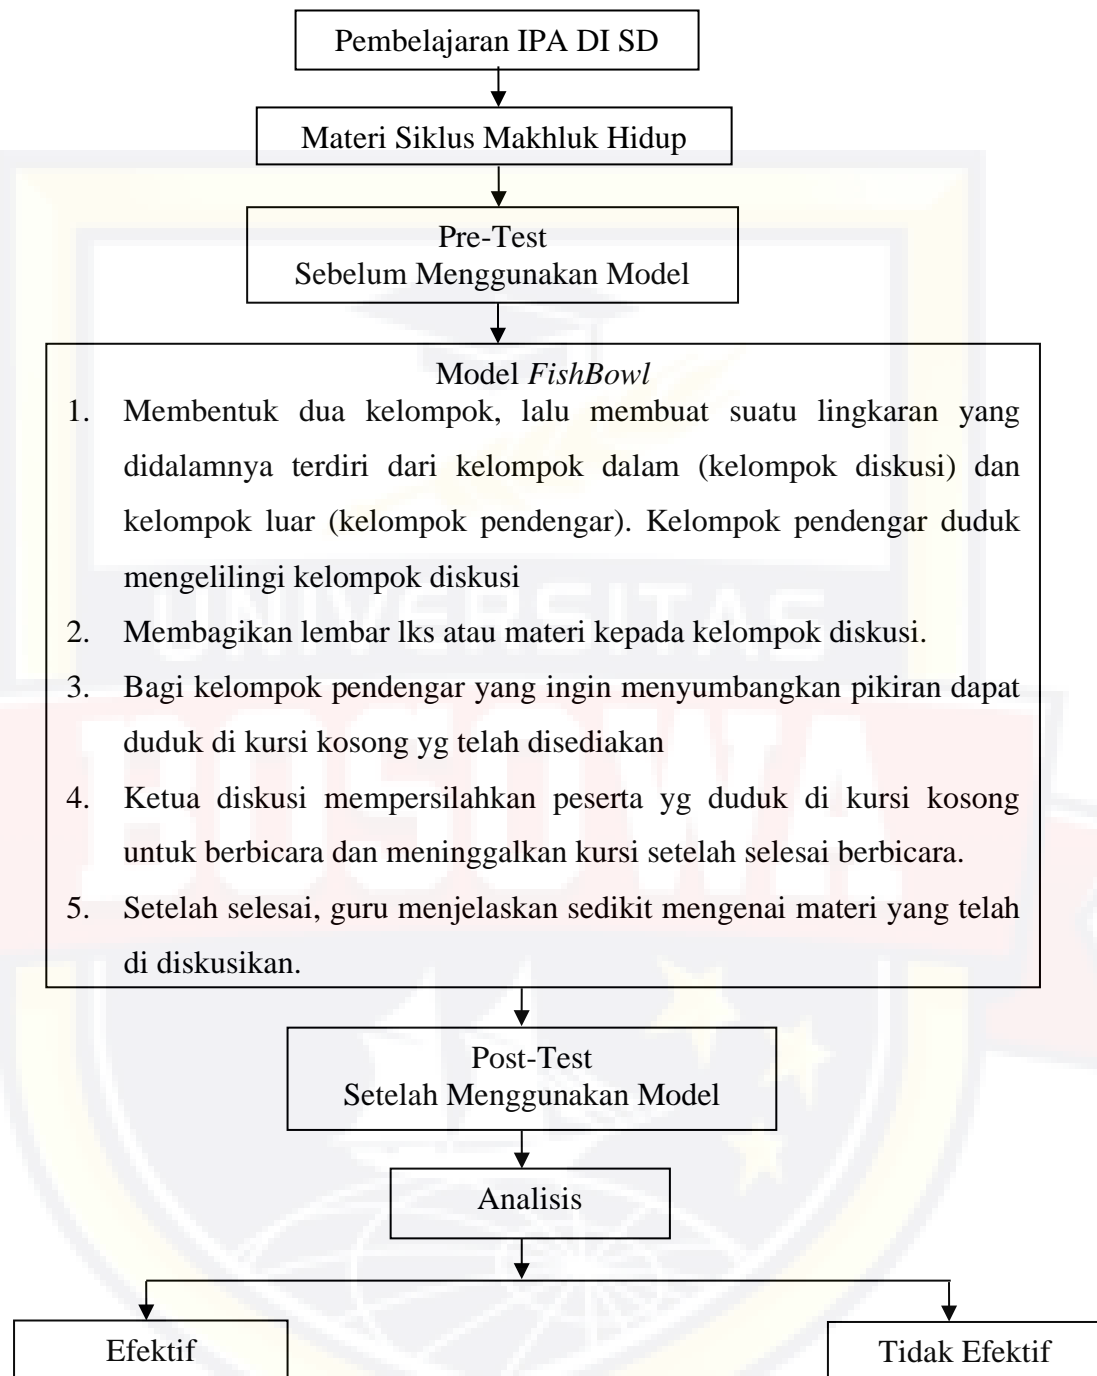 Pembelajaran IPA DI SD
Materi Siklus Makhluk Hidup
Pre-Test
Sebelum Menggunakan Model
Model FishBowl
1. Membentuk dua kelompok, lalu membuat suatu lingkaran yang
didalamnya terdiri dari kelompok dalam (kelompok diskusi) dan
kelompok luar (kelompok pendengar). Kelompok pendengar duduk
mengelilingi kelompok diskusi
2. Membagikan lembar lks atau materi kepada kelompok diskusi.
UNIVERSITAS
3. Bagi kelompok pendengar yang ingin menyumbangkan pikiran dapat
duduk di kursi kosong yg telah disediakan
BOSOWA
4. Ketua diskusi mempersilahkan peserta yg duduk di kursi kosong
untuk berbicara dan meninggalkan kursi setelah selesai berbicara.
5. Setelah selesai, guru menjelaskan sedikit mengenai materi yang telah
di diskusikan.
Post-Test
Setelah Menggunakan Model
Analisis
Efektif
Tidak Efektif